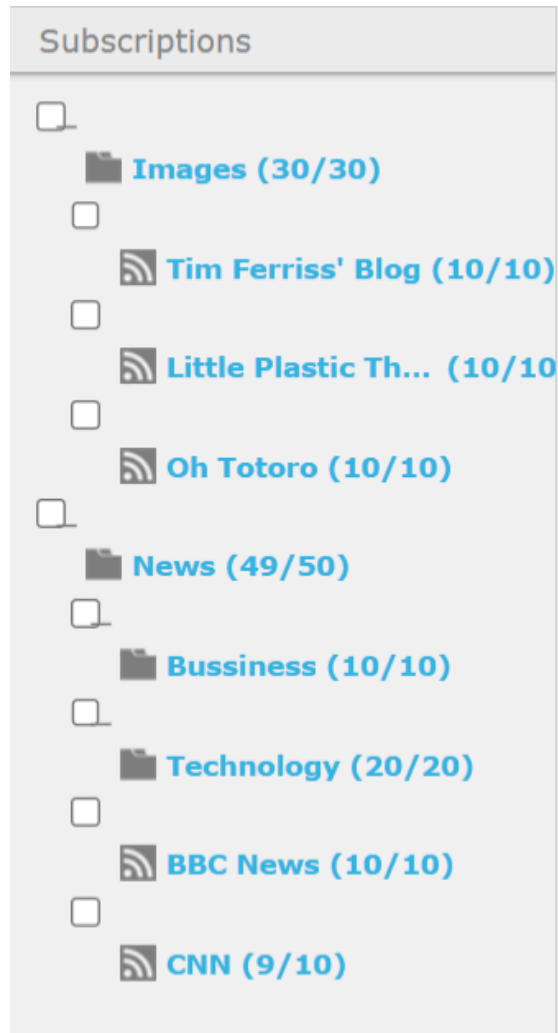 Subscriptions
Images (30/30)
Tim Ferriss' Blog (10/10)
Little Plastic Th... (10/10
Oh Totoro (10/10)
News (49/50)
Bussiness (10/10)
Technology (20/20)
BBC News (10/10)
CNN (9/10)